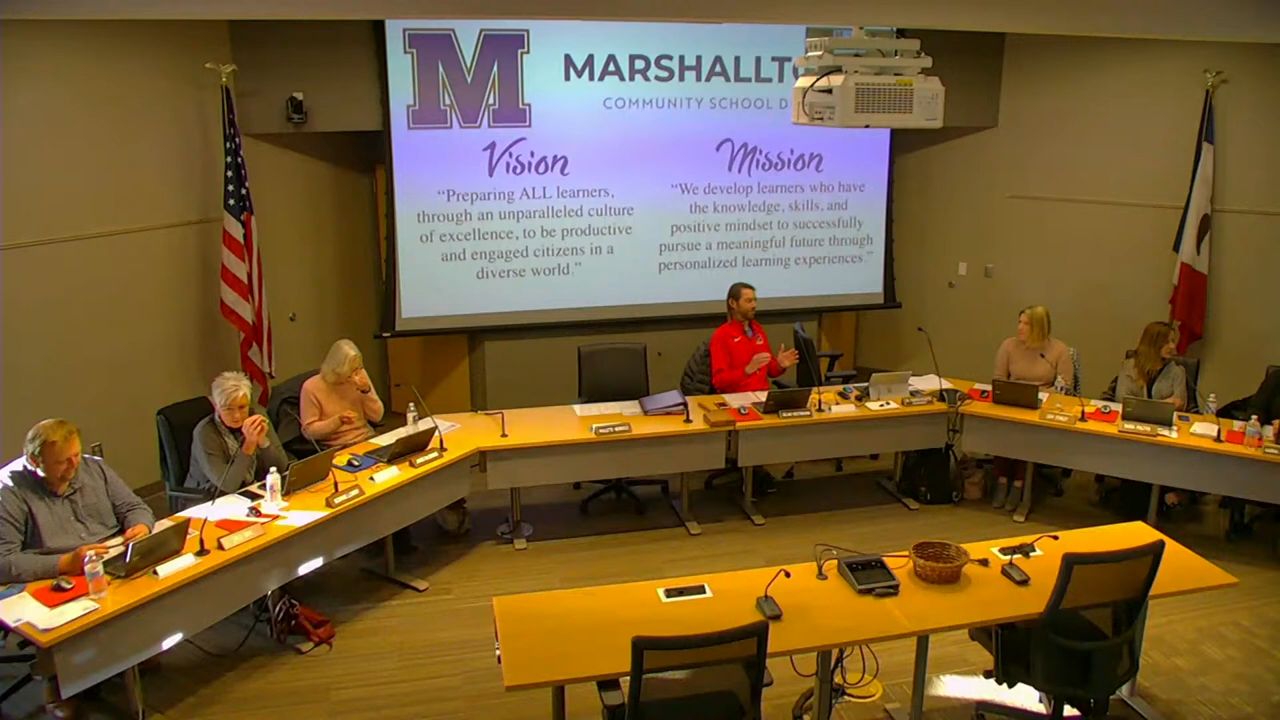 M
MARSHALLT
COMMUNITY SCHOOL D
Vision
“Preparing ALL learners,
through an unparalleled culture
of excellence, to be productive
and engaged citizens in a
diverse world.”
Mission
“We develop learners who have
the knowledge, skills, and
positive mindset to successfully
pursue a meaningful future through
personalized learning experiences.”